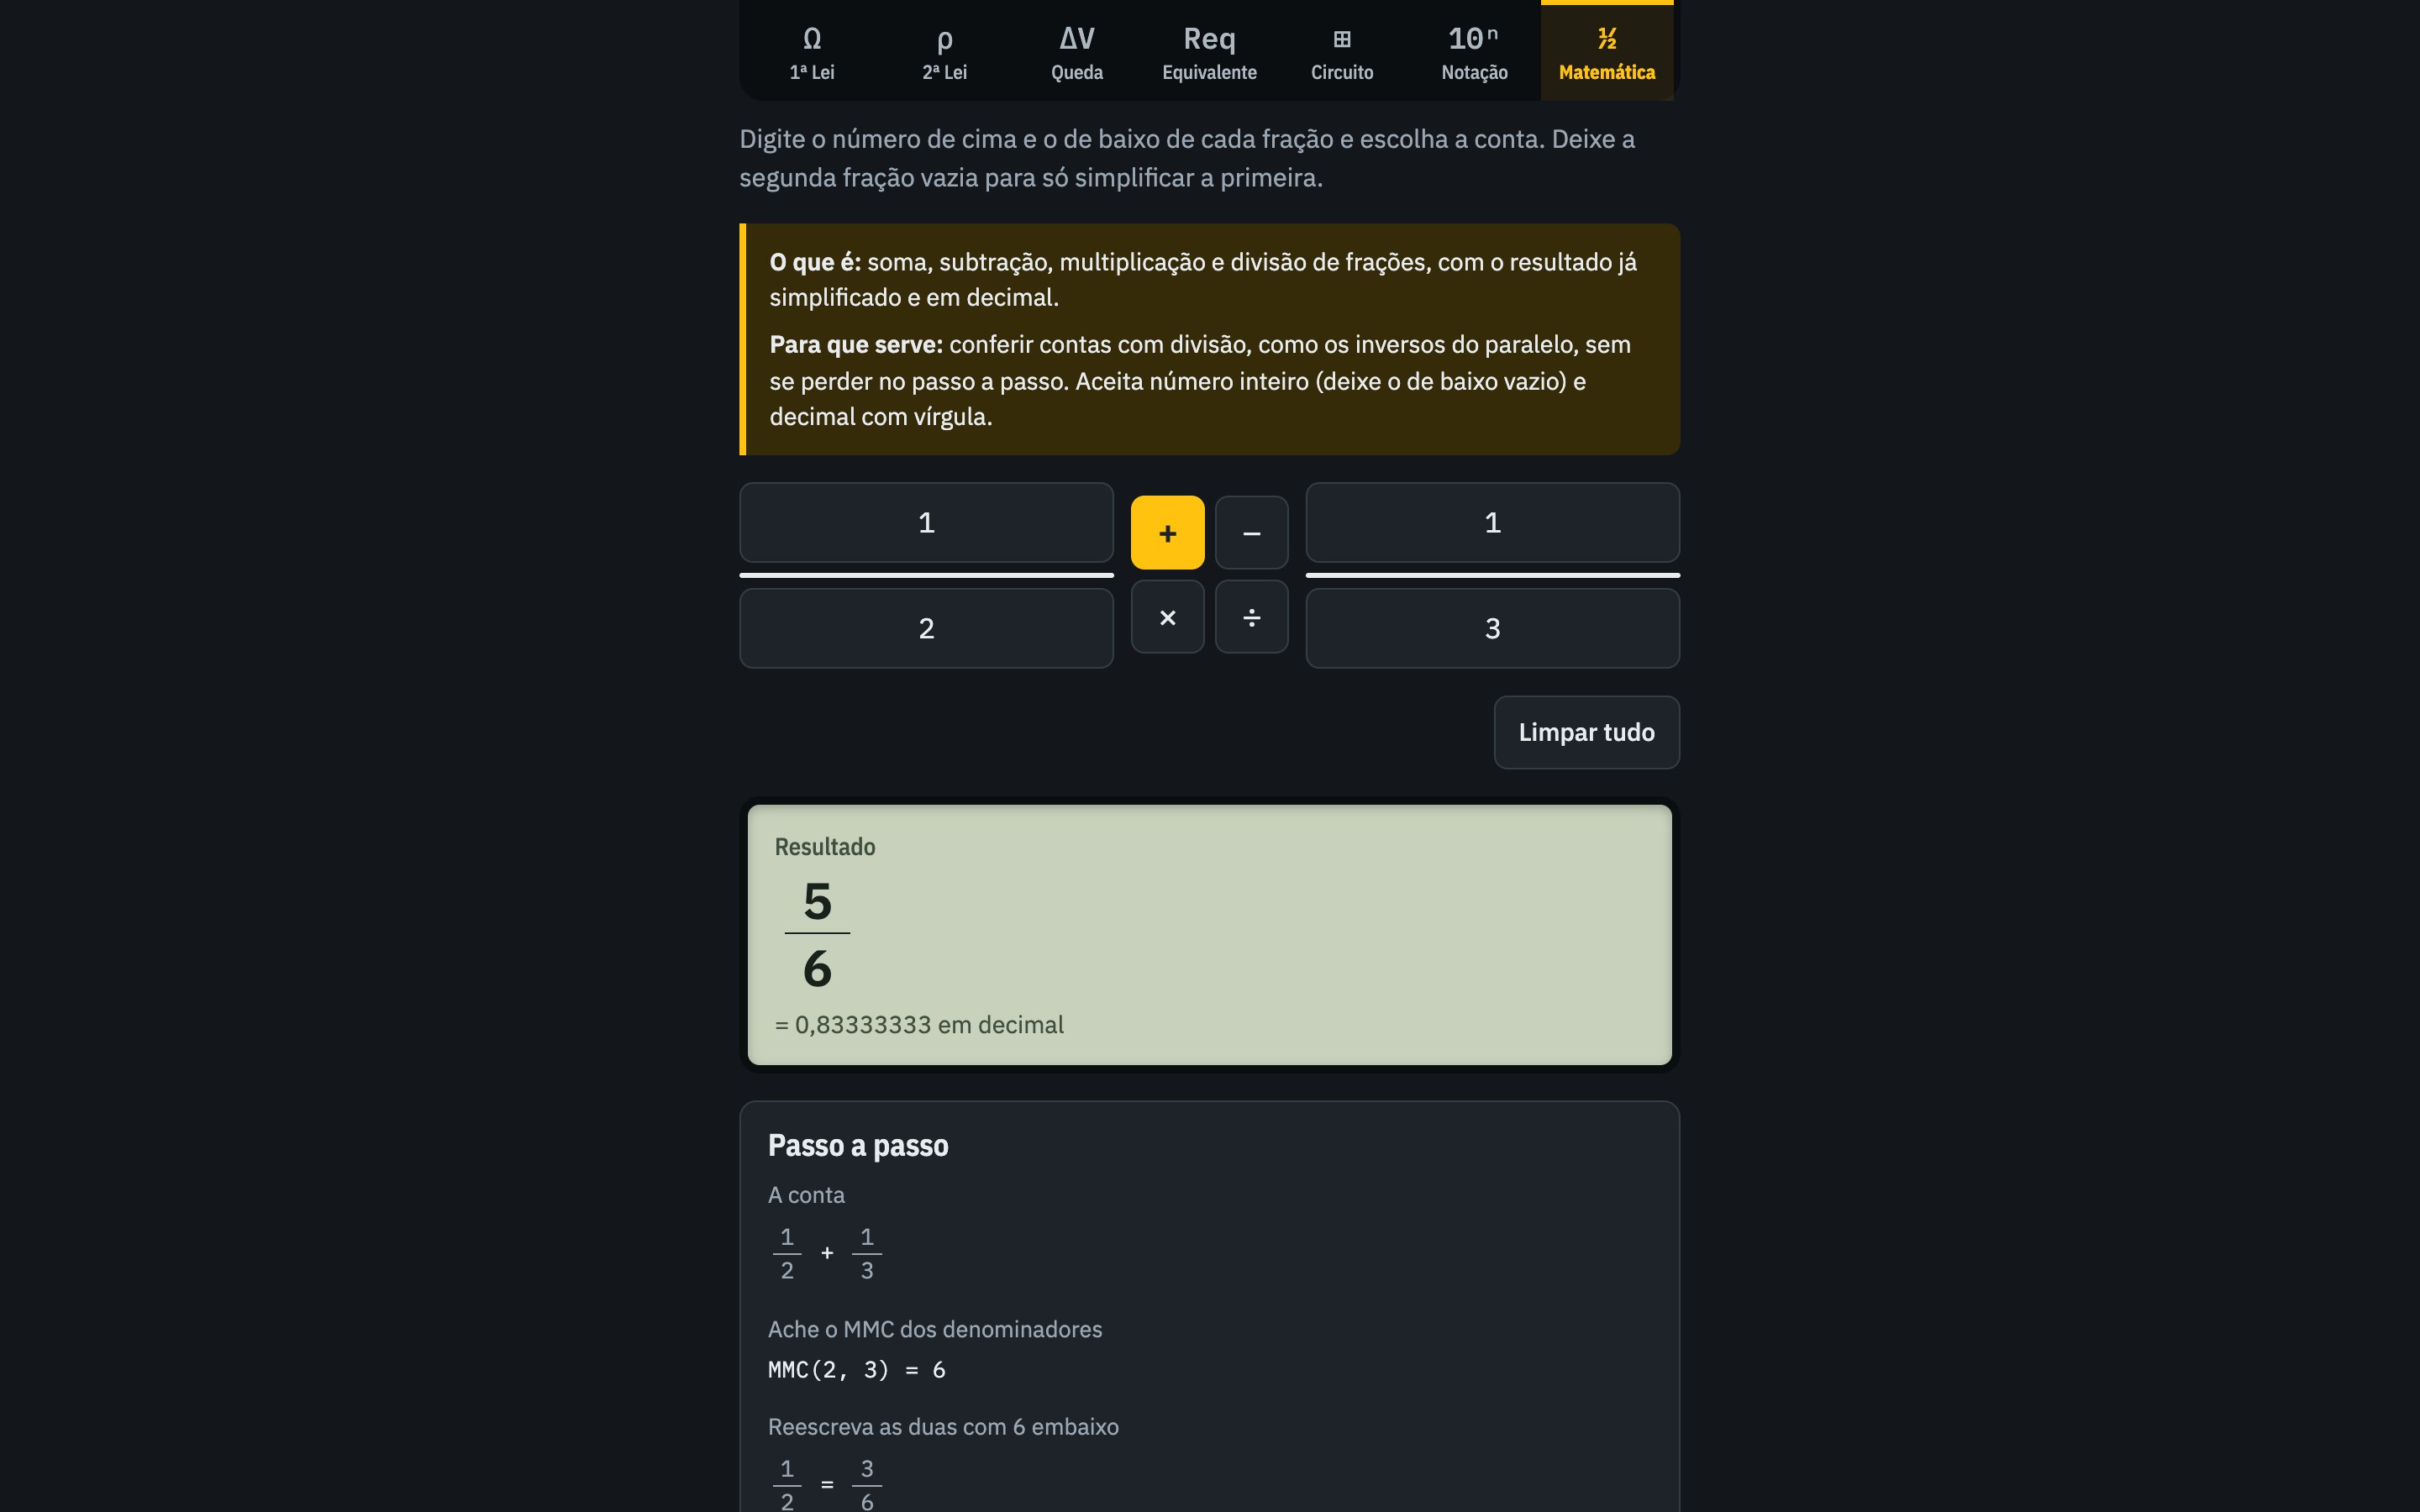 Ω ρ ΔV Req ⊞ 10ⁿ ½
1ª Lei 2ª Lei Queda Equivalente Circuito Notação Matemática
Digite o número de cima e o de baixo de cada fração e escolha a conta. Deixe a
segunda fração vazia para só simplificar a primeira.
O que é: soma, subtração, multiplicação e divisão de frações, com o resultado já
simplificado e em decimal.
Para que serve: conferir contas com divisão, como os inversos do paralelo, sem
se perder no passo a passo. Aceita número inteiro (deixe o de baixo vazio) e
decimal com vírgula.
1 + − 1
2 × ÷ 3
Limpar tudo
Resultado
5
6
= 0,83333333 em decimal
Passo a passo
A conta
1 + 1
2 3
Ache o MMC dos denominadores
MMC(2, 3) = 6
Reescreva as duas com 6 embaixo
1 = 3
2 6